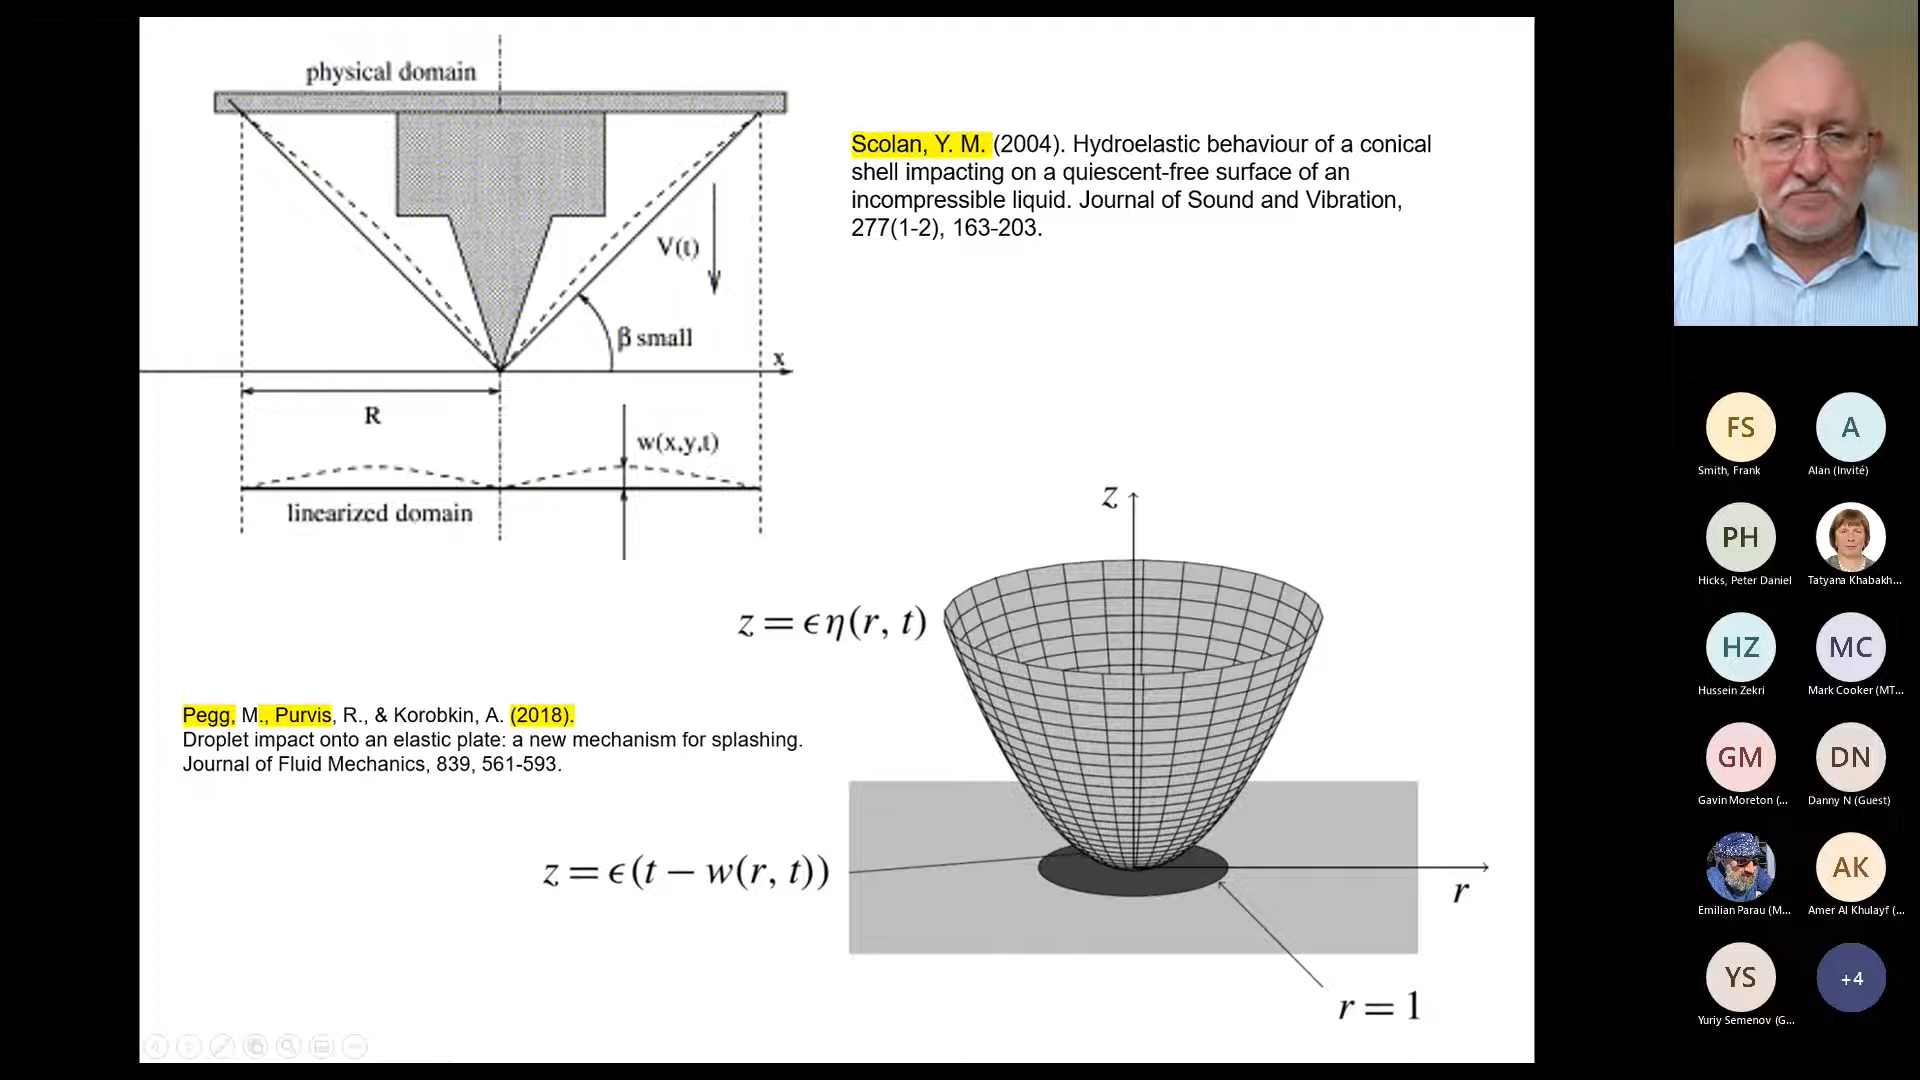 physical domain
V(t)
β small
x
R
w(x,y,t)
linearized domain
Scolan, Y. M. (2004). Hydroelastic behaviour of a conical
shell impacting on a quiescent-free surface of an
incompressible liquid. Journal of Sound and Vibration,
277(1-2), 163-203.
z
z = ϵη(r, t)
Pegg, M., Purvis, R., & Korobkin, A. (2018).
Droplet impact onto an elastic plate: a new mechanism for splashing.
Journal of Fluid Mechanics, 839, 561-593.
z = ϵ(t − w(r, t))
r
r = 1
FS
Smith, Frank
A
Alan (Invité)
PH
Hicks, Peter Daniel
Tatyana Khabakh...
HZ
Hussein Zekri
MC
Mark Cooker (MT...
GM
Gavin Moreton (...
DN
Danny N (Guest)
Emilian Parau (M...
AK
Amer Al Khulayf (...
YS
Yuriy Semenov (G...
+4